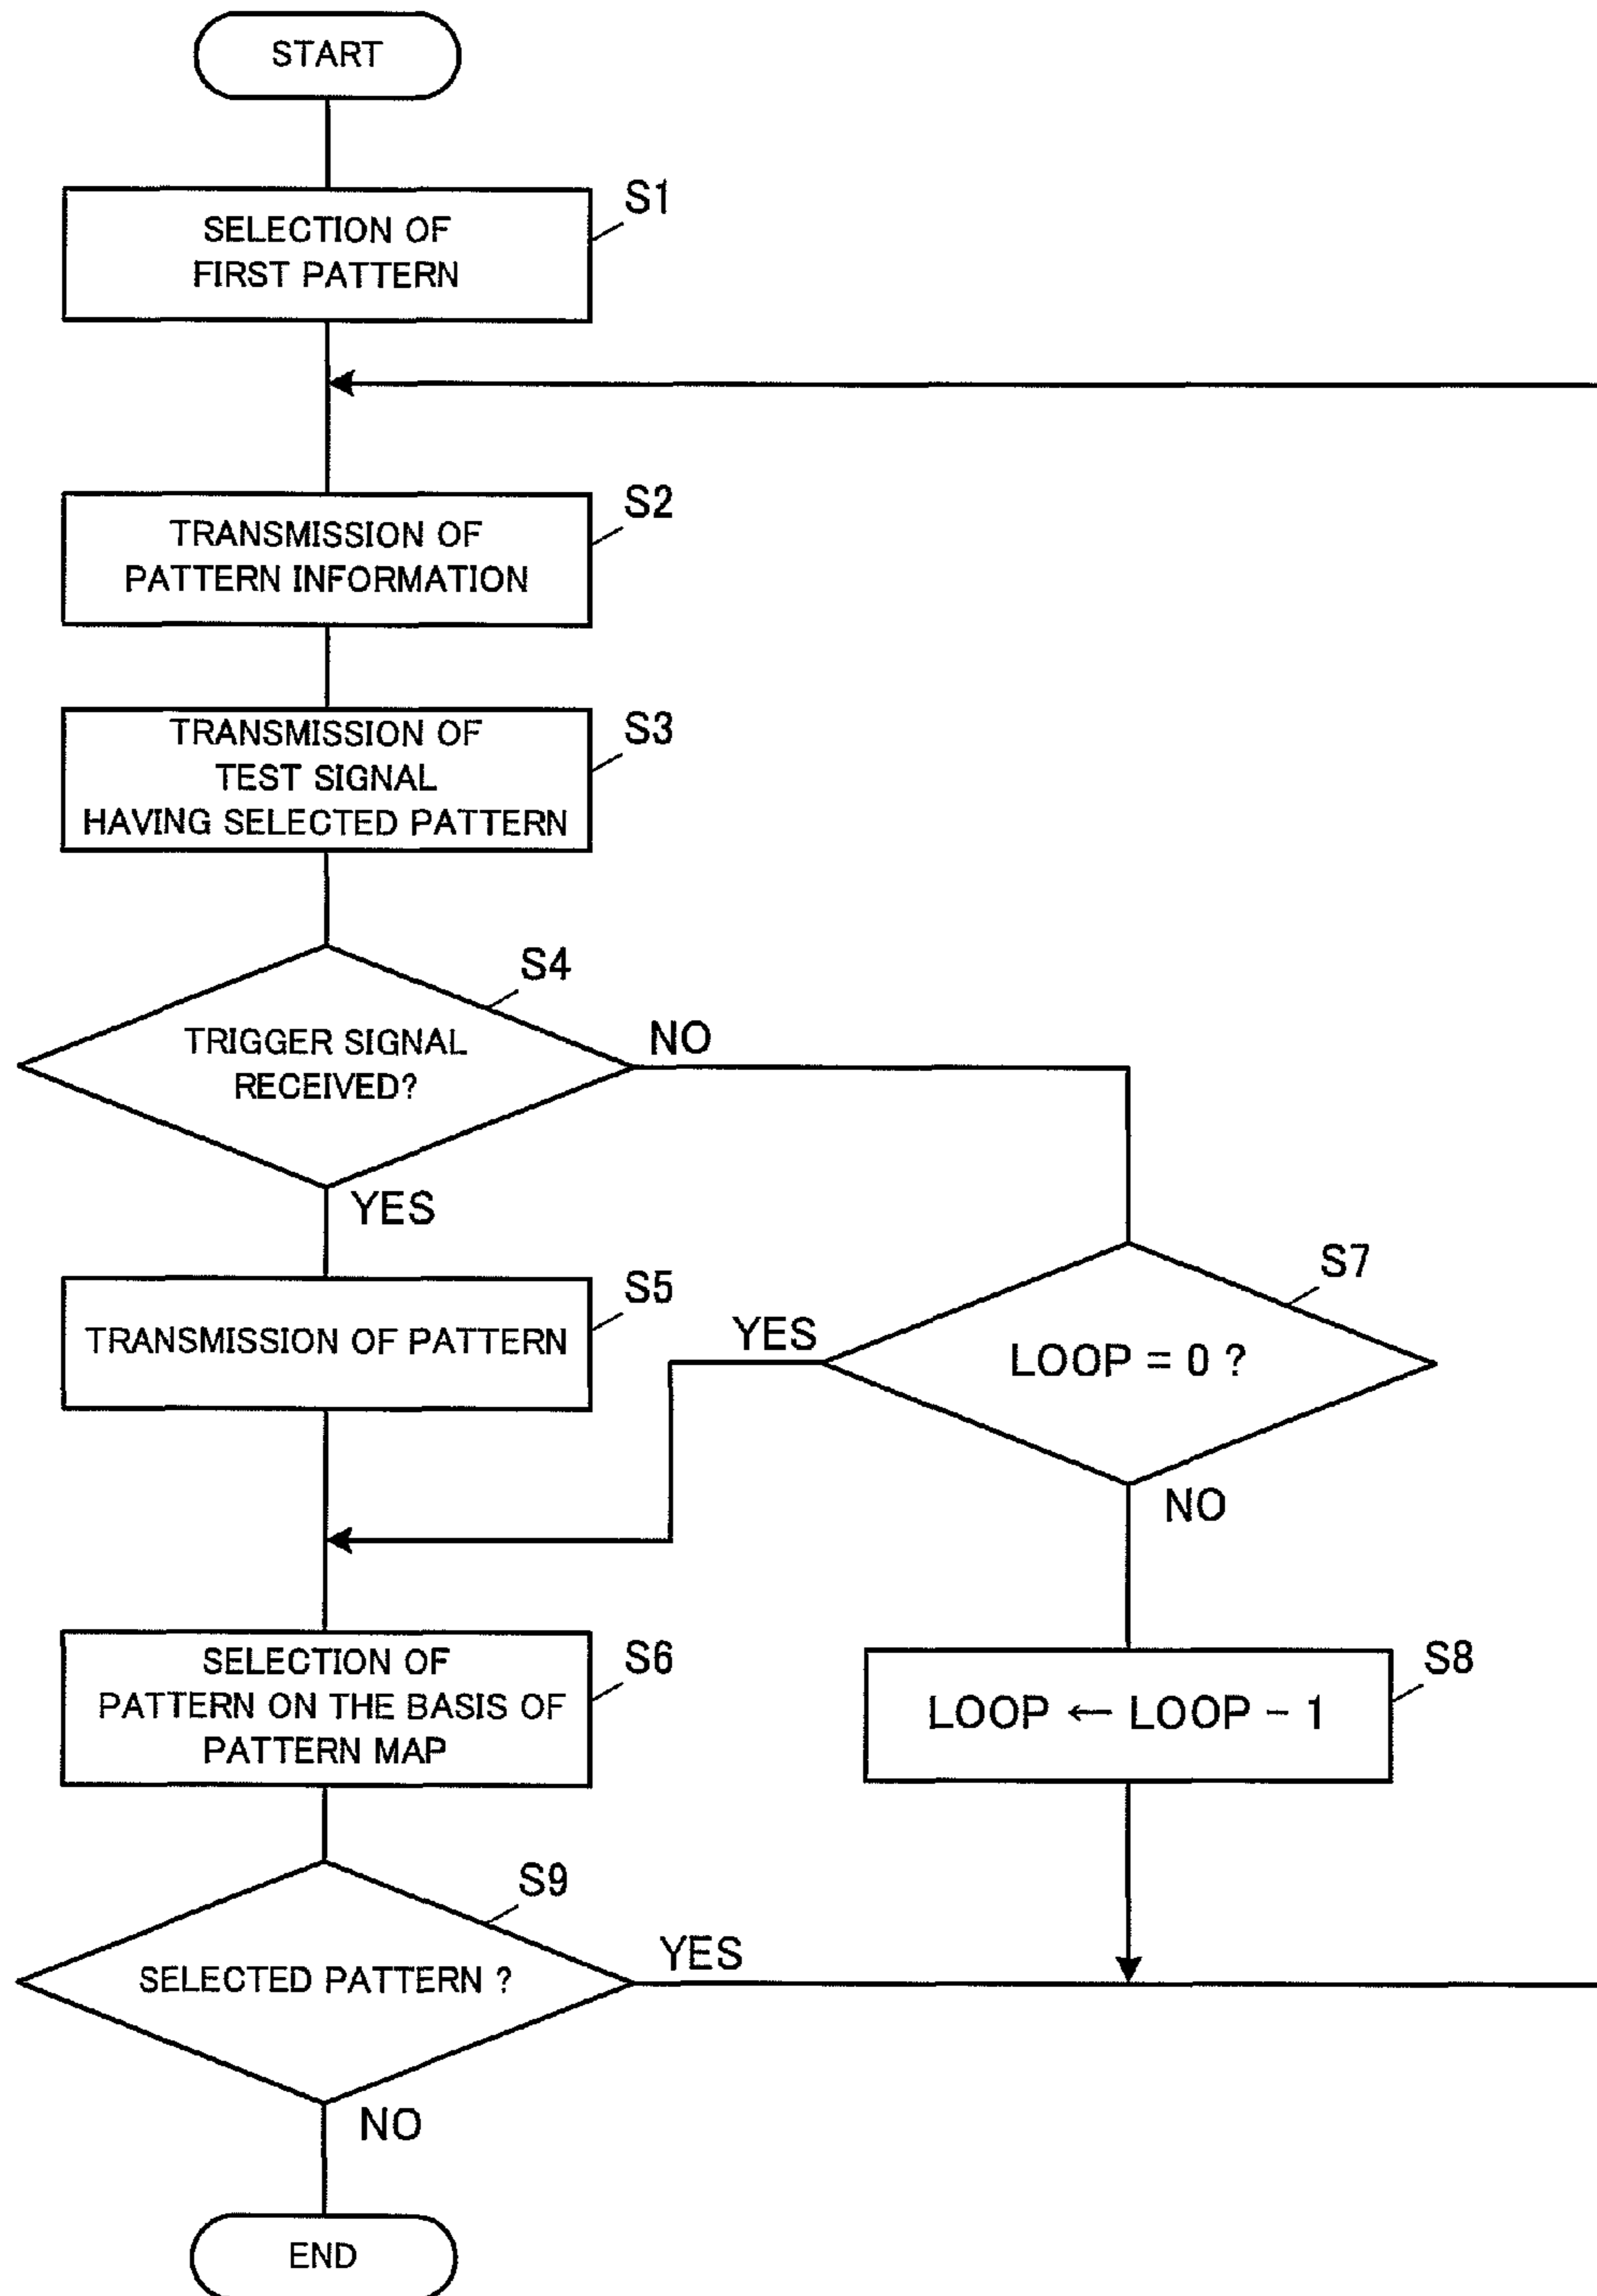 START
S1
SELECTION OF
FIRST PATTERN
S2
TRANSMISSION OF
PATTERN INFORMATION
S3
TRANSMISSION OF
TEST SIGNAL
HAVING SELECTED PATTERN
S4
TRIGGER SIGNAL
RECEIVED?
NO
YES
S5
TRANSMISSION OF PATTERN
S7
LOOP = 0 ?
YES
NO
S6
SELECTION OF
PATTERN ON THE BASIS OF
PATTERN MAP
S8
LOOP ← LOOP − 1
S9
SELECTED PATTERN ?
YES
NO
END